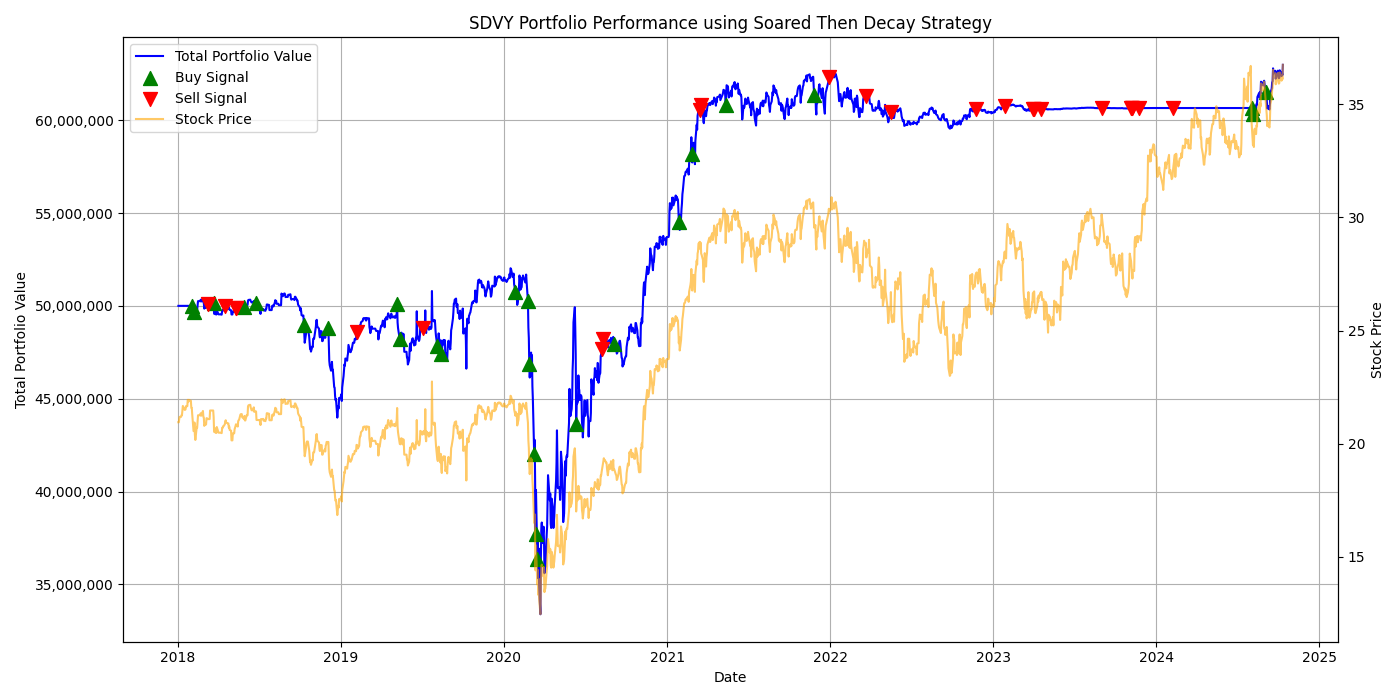 SDVY Portfolio Performance using Soared Then Decay Strategy
Total Portfolio Value
Buy Signal
Sell Signal
Stock Price
60,000,000
55,000,000
50,000,000
45,000,000
40,000,000
35,000,000
Total Portfolio Value
35
30
25
20
15
Stock Price
2018 2019 2020 2021 2022 2023 2024 2025
Date